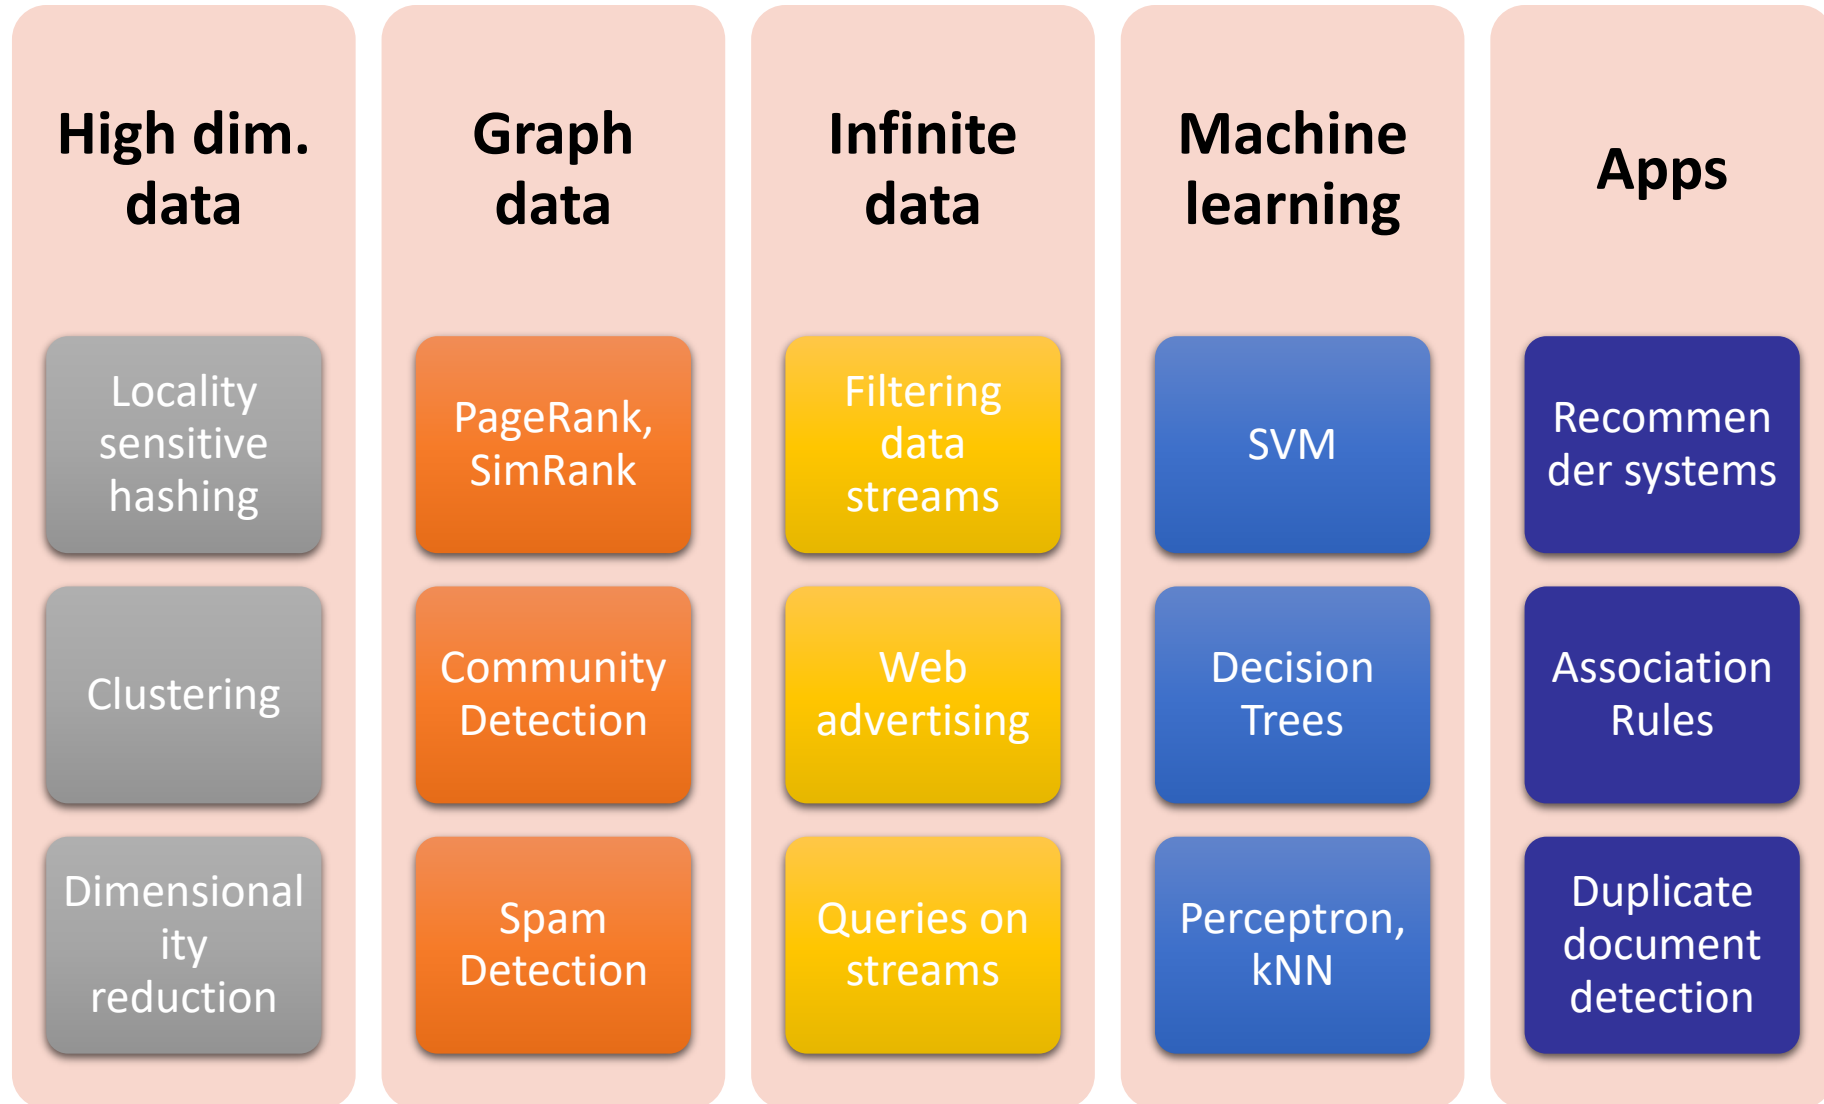 High dim.
data
Locality
sensitive
hashing
Clustering
Dimensional
ity
reduction
Graph
data
PageRank,
SimRank
Community
Detection
Spam
Detection
Infinite
data
Filtering
data
streams
Web
advertising
Queries on
streams
Machine
learning
SVM
Decision
Trees
Perceptron,
kNN
Apps
Recommen
der systems
Association
Rules
Duplicate
document
detection